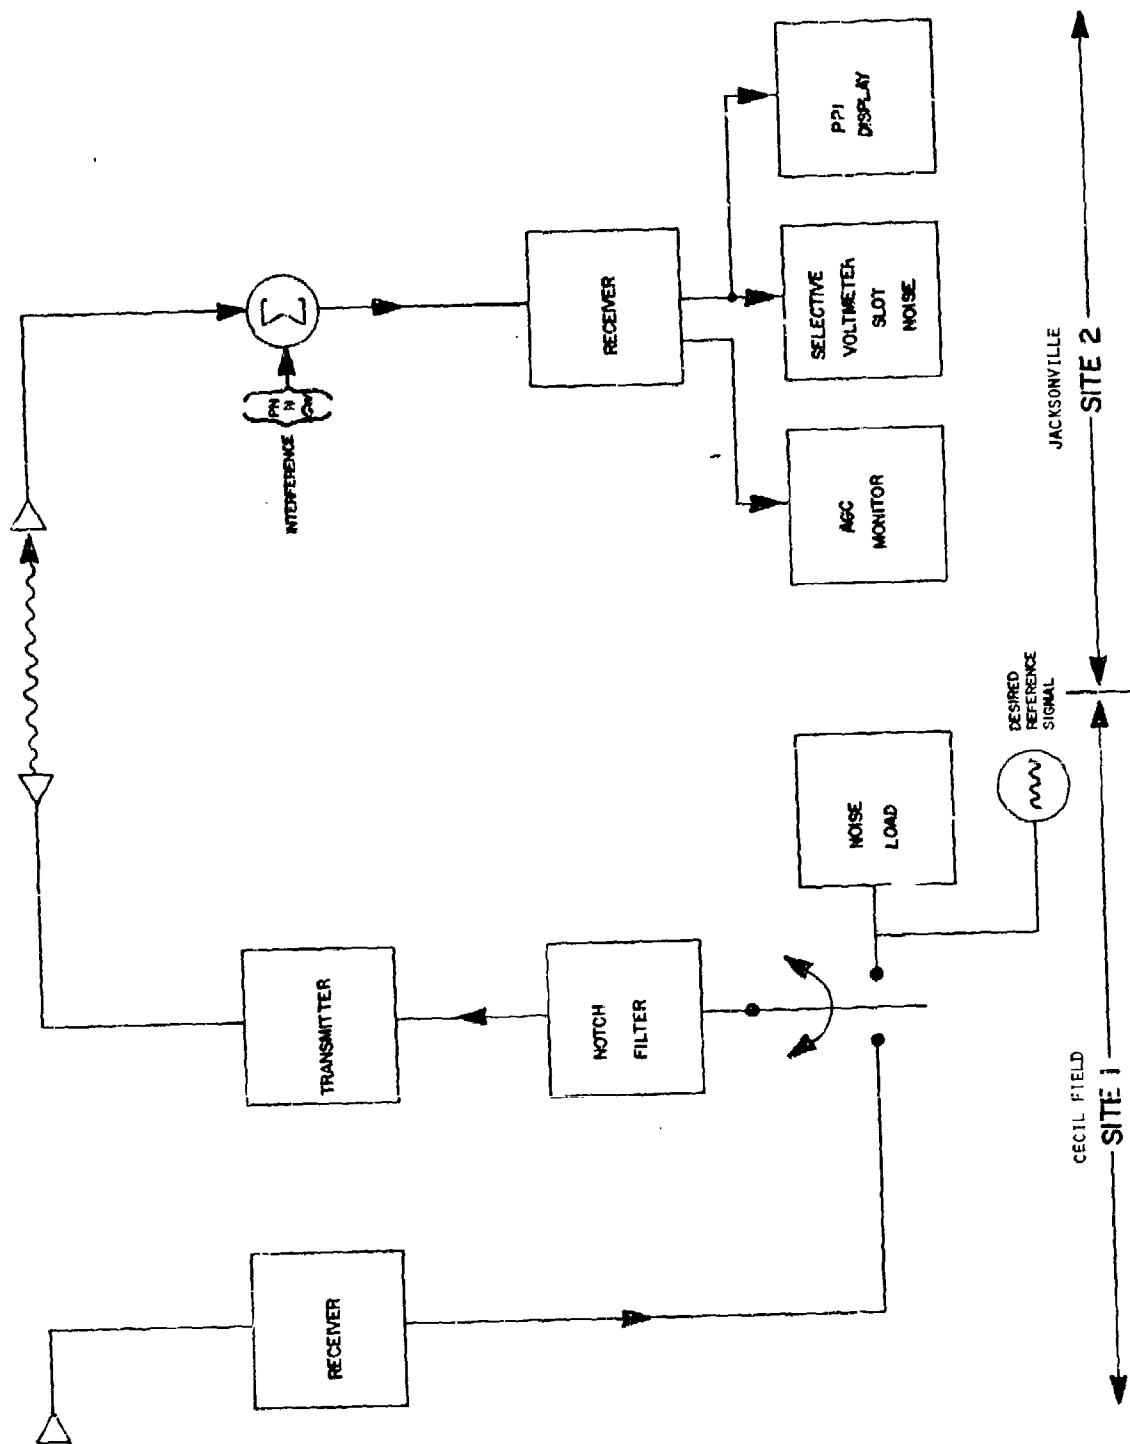 RECEIVER
TRANSMITTER
NOTCH
FILTER
NOISE
LOAD
DESIRED
REFERENCE
SIGNAL
INTERFERENCE
PN
N
CW
Σ
RECEIVER
AGC
MONITOR
SELECTIVE
VOLTMETER
SLOT
NOISE
PPI
DISPLAY
CECIL FIELD
SITE 1
JACKSONVILLE
SITE 2